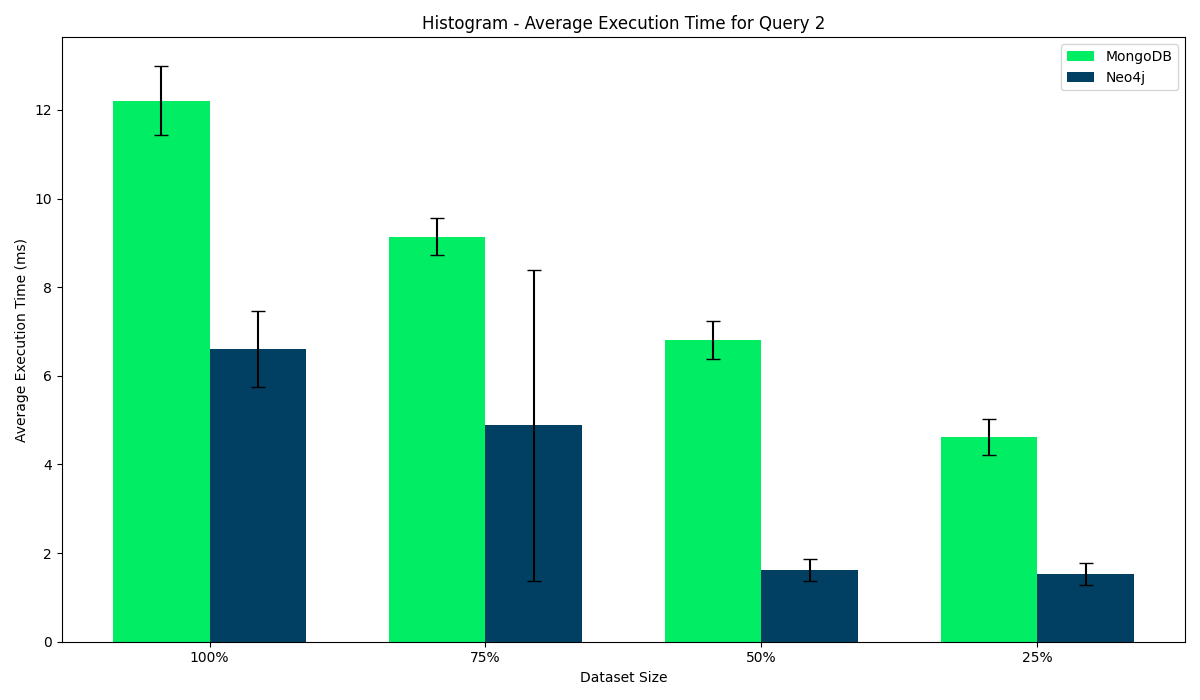 Histogram - Average Execution Time for Query 2
MongoDB
Neo4j
Average Execution Time (ms)
12
10
8
6
4
2
0
100%
75%
50%
25%
Dataset Size